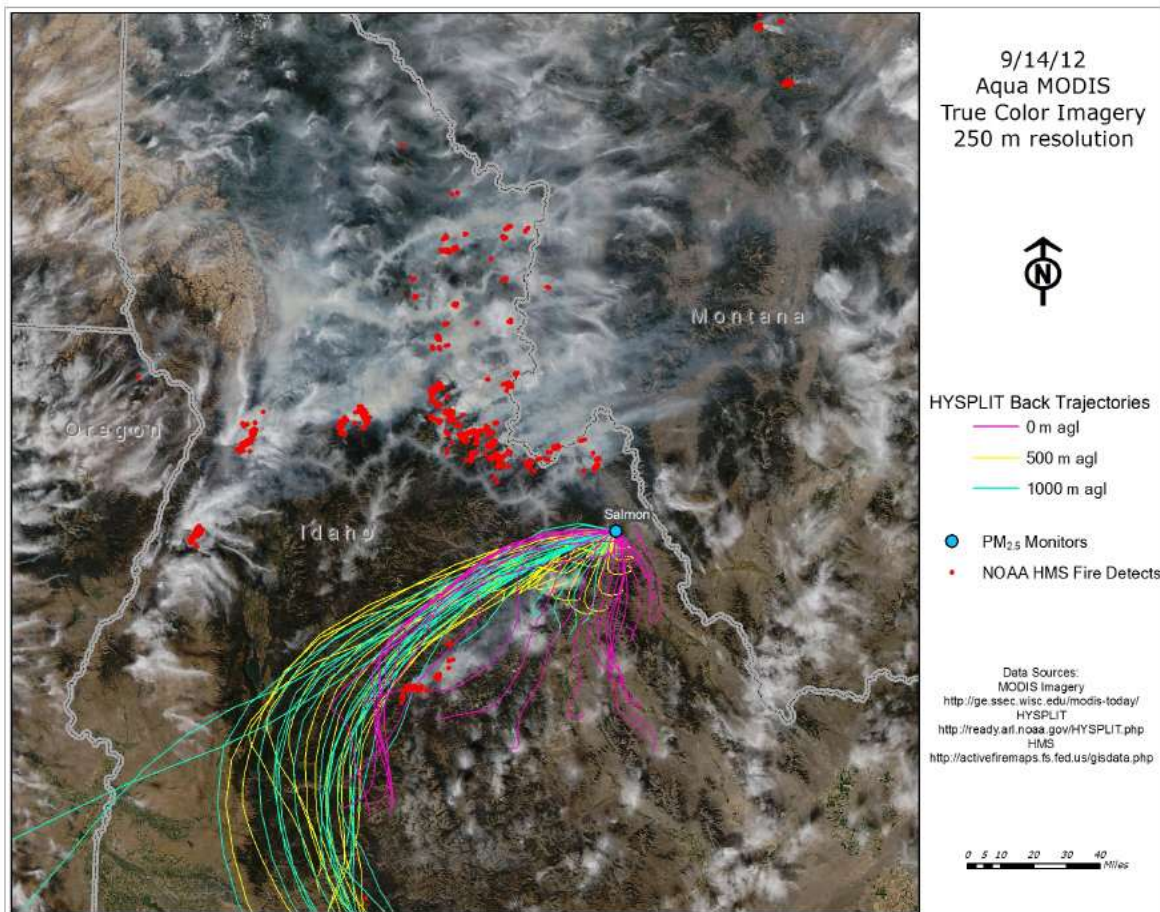 9/14/12
Aqua MODIS
True Color Imagery
250 m resolution
N
Montana
HYSPLIT Back Trajectories
0 m agl
500 m agl
1000 m agl
Oregon
Salmon
Idaho
PM2.5 Monitors
NOAA HMS Fire Detects
Data Sources:
MODIS Imagery
http://ge.ssec.wisc.edu/modis-today/
HYSPLIT
http://ready.arl.noaa.gov/HYSPLIT.php
HMS
http://activefiremaps.fs.fed.us/gisdata.php
0 5 10 20 30 40
Miles